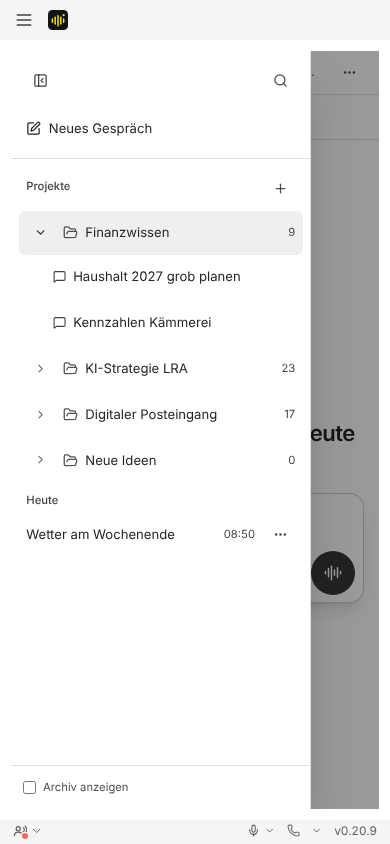 Neues Gespräch
Projekte
Finanzwissen 9
Haushalt 2027 grob planen
Kennzahlen Kämmerei
KI-Strategie LRA 23
Digitaler Posteingang 17
Neue Ideen 0
eute
Heute
Wetter am Wochenende 08:50
Archiv anzeigen
v0.20.9